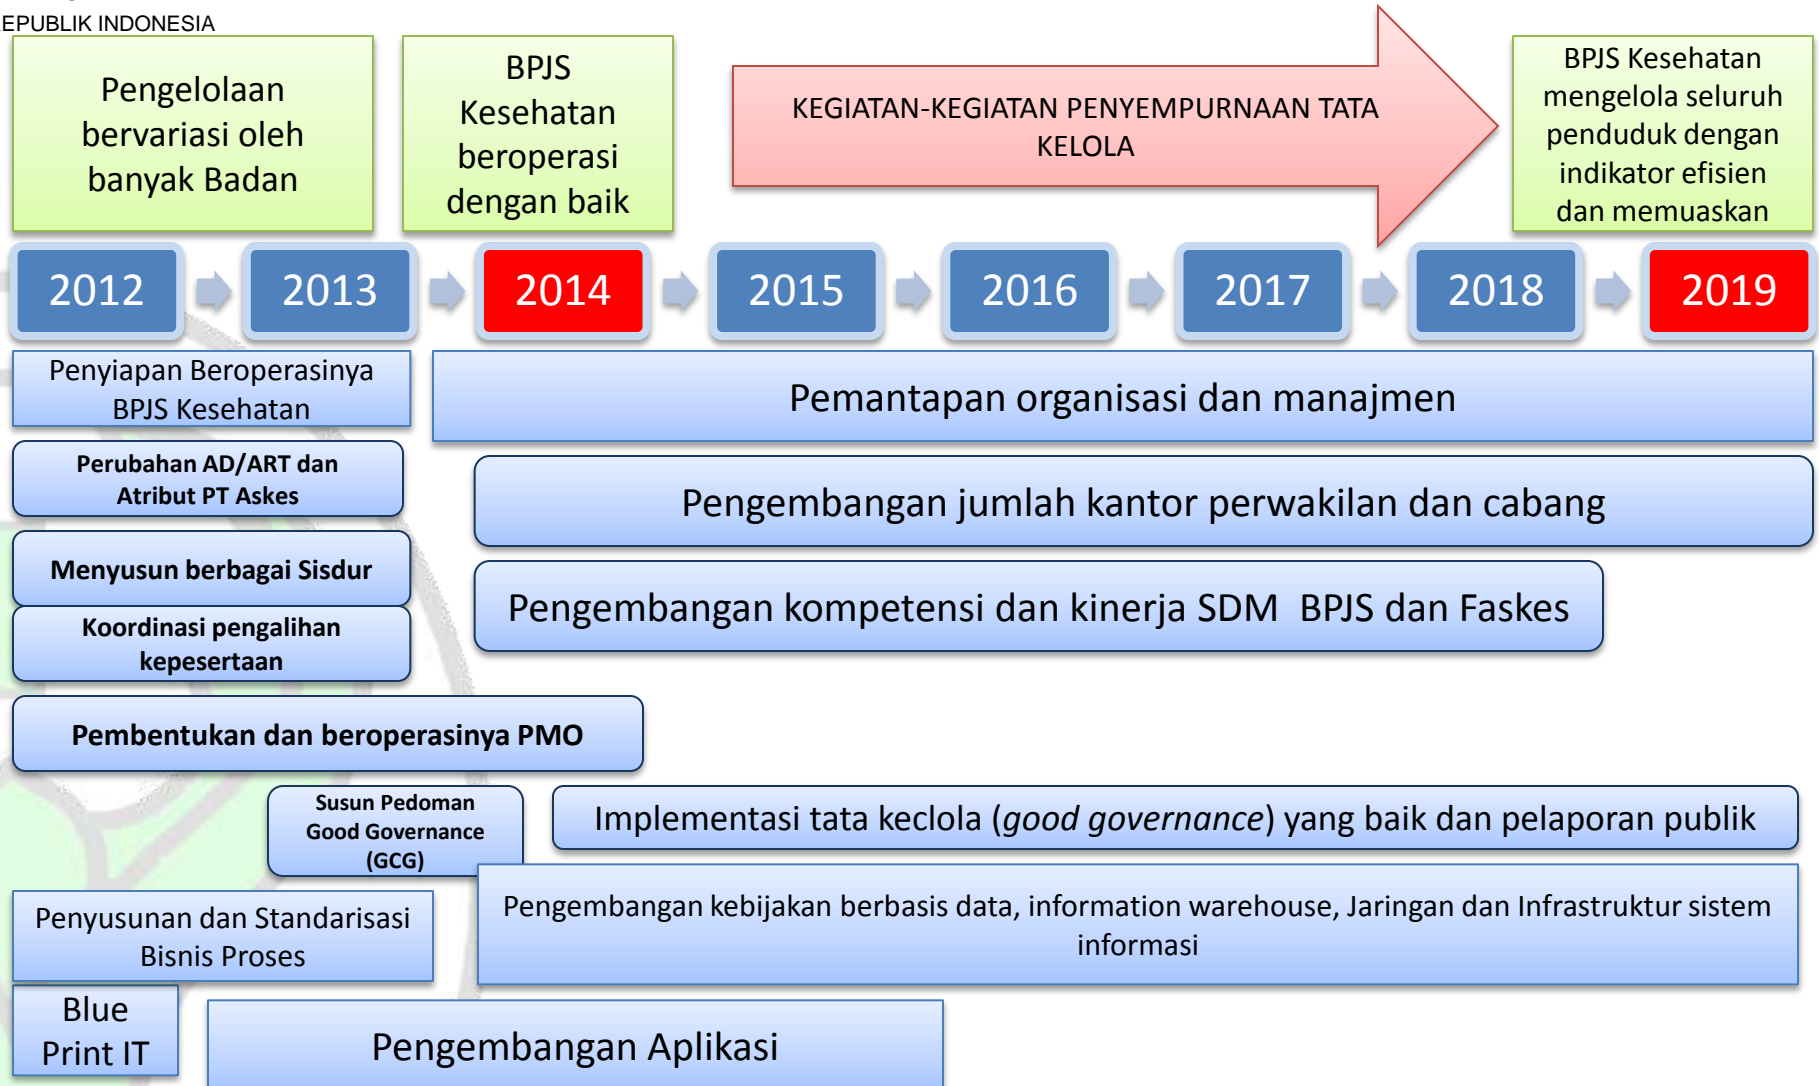 REPUBLIK INDONESIA
Pengelolaan
bervariasi oleh
banyak Badan
BPJS
Kesehatan
beroperasi
dengan baik
KEGIATAN-KEGIATAN PENYEMPURNAAN TATA
KELOLA
BPJS Kesehatan
mengelola seluruh
penduduk dengan
indikator efisien
dan memuaskan
2012
2013
2014
2015
2016
2017
2018
2019
Penyiapan Beroperasinya
BPJS Kesehatan
Pemantapan organisasi dan manajmen
Perubahan AD/ART dan
Atribut PT Askes
Pengembangan jumlah kantor perwakilan dan cabang
Menyusun berbagai Sisdur
Pengembangan kompetensi dan kinerja SDM  BPJS dan Faskes
Koordinasi pengalihan
kepesertaan
Pembentukan dan beroperasinya PMO
Susun Pedoman
Good Governance
(GCG)
Implementasi tata keclola (good governance) yang baik dan pelaporan publik
Penyusunan dan Standarisasi
Bisnis Proses
Pengembangan kebijakan berbasis data, information warehouse, Jaringan dan Infrastruktur sistem
informasi
Blue
Print IT
Pengembangan Aplikasi